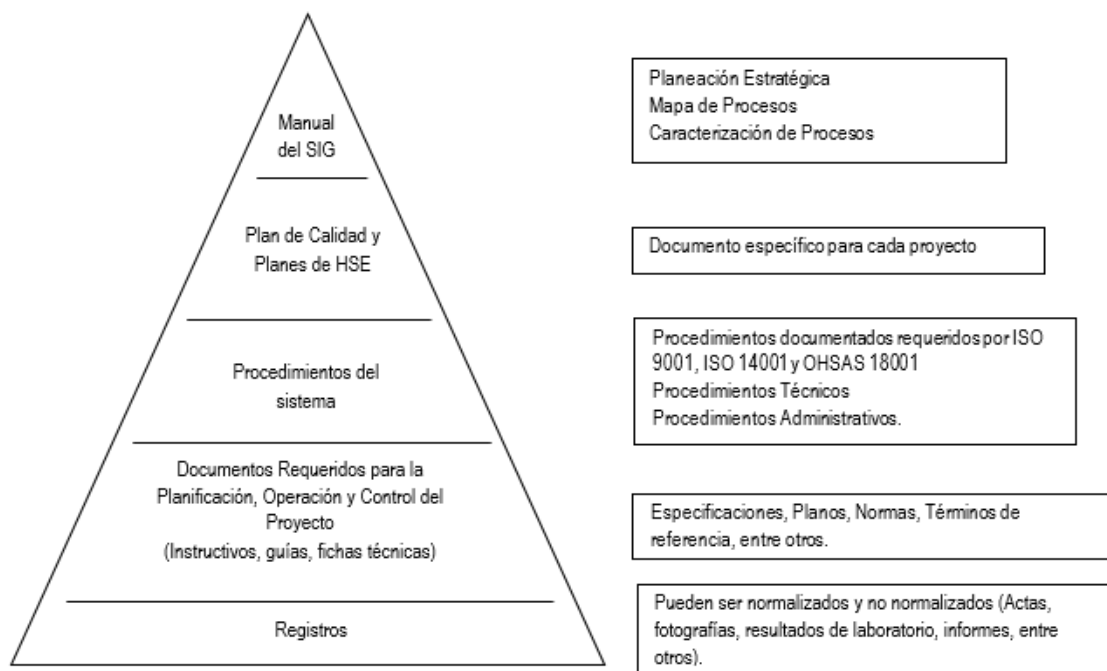 Manual
del SIG
Planeación Estratégica
Mapa de Procesos
Caracterización de Procesos
Plan de Calidad y
Planes de HSE
Documento específico para cada proyecto
Procedimientos del
sistema
Procedimientos documentados requeridos por ISO
9001, ISO 14001 y OHSAS 18001
Procedimientos Técnicos
Procedimientos Administrativos.
Documentos Requeridos para la
Planificación, Operación y Control del
Proyecto
(Instructivos, guías, fichas técnicas)
Especificaciones, Planos, Normas, Términos de
referencia, entre otros.
Registros
Pueden ser normalizados y no normalizados (Actas,
fotografías, resultados de laboratorio, informes, entre
otros).